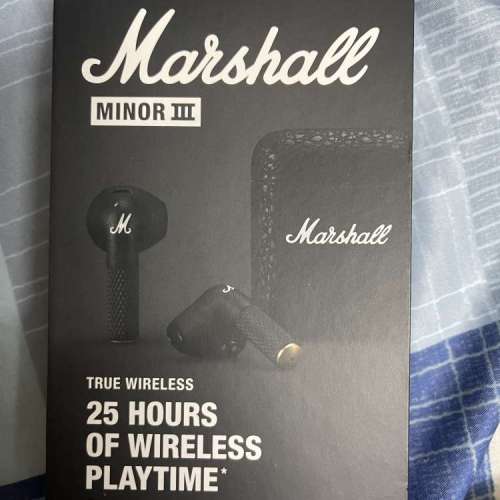 Marshall
MINOR III
M
Marshall
TRUE WIRELESS
25 HOURS
OF WIRELESS
PLAYTIME*